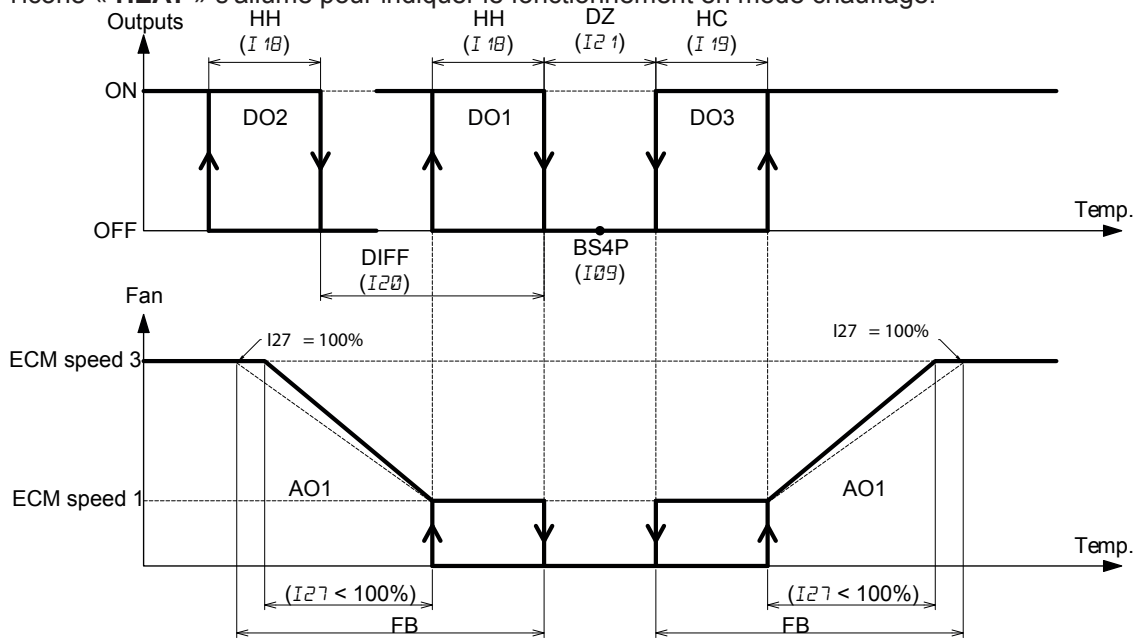 « HEAT » s'allume pour indiquer le fonctionnement en mode chauffage.
Outputs HH HH DZ HC
(I18) (I18) (I21) (I19)
ON
DO2 DO1 DO3
Temp.
OFF
DIFF BS4P
(I20) (I09)
Fan
I27 = 100% I27 = 100%
ECM speed 3
ECM speed 1 AO1 AO1
Temp.
(I27 < 100%) (I27 < 100%)
FB FB